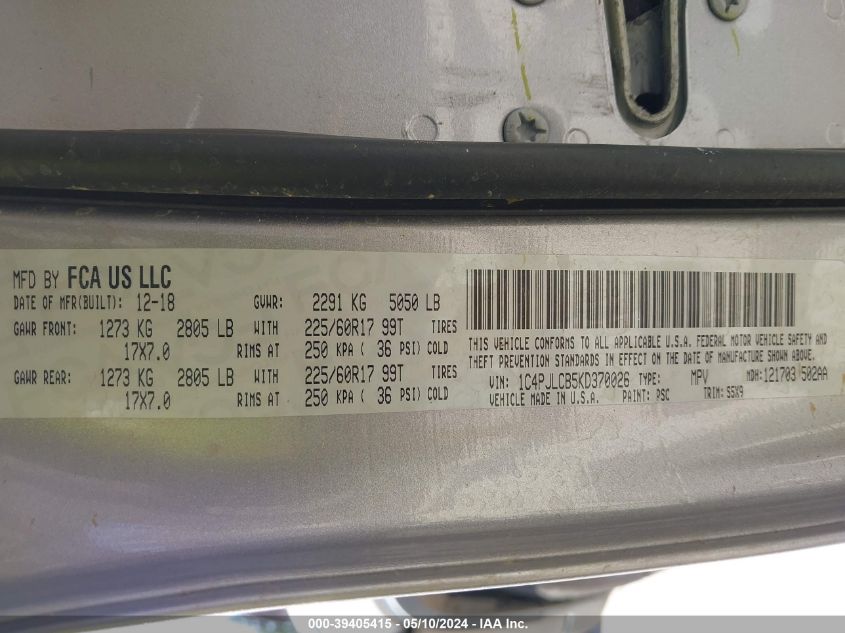 MFD BY FCA US LLC
DATE OF MFR(BUILT): 12-18 GVWR: 2291 KG 5050 LB
GAWR FRONT: 1273 KG 2805 LB WITH 225/60R17 99T TIRES
17X7.0 RIMS AT 250 KPA ( 36 PSI) COLD
GAWR REAR: 1273 KG 2805 LB WITH 225/60R17 99T TIRES
17X7.0 RIMS AT 250 KPA ( 36 PSI) COLD
THIS VEHICLE CONFORMS TO ALL APPLICABLE U.S.A. FEDERAL MOTOR VEHICLE SAFETY AND
THEFT PREVENTION STANDARDS IN EFFECT ON THE DATE OF MANUFACTURE SHOWN ABOVE.
VIN: 1C4PJLCB5KD370026 TYPE: MPV MDH:121703 502AA
VEHICLE MADE IN U.S.A. PAINT: PSC TRIM: S5X9
000-39405415 - 05/10/2024 - IAA Inc.